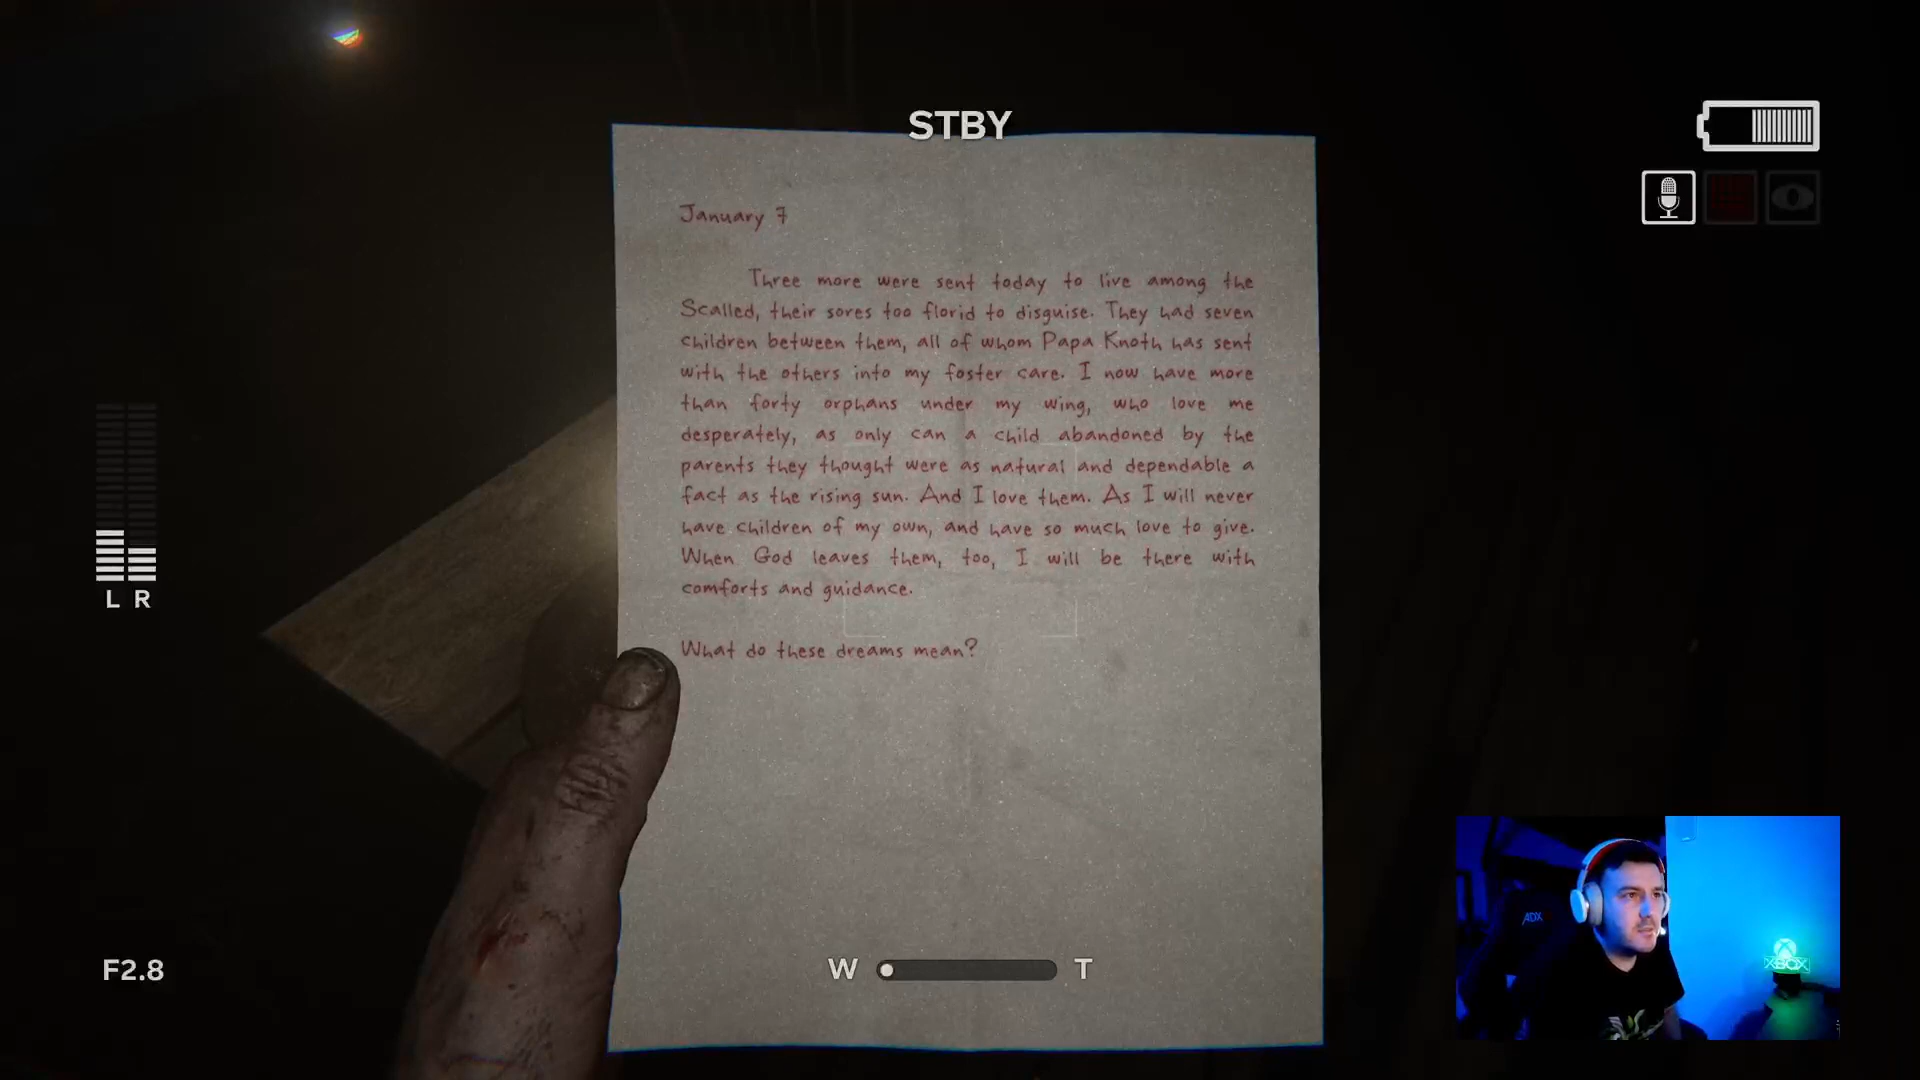 STBY
January 7
Three more were sent today to live among the
Scalled, their sores too florid to disguise. They had seven
children between them, all of whom Papa Knoth has sent
with the others into my foster care. I now have more
than forty orphans under my wing, who love me
desperately, as only can a child abandoned by the
parents they thought were as natural and dependable a
fact as the rising sun. And I love them. As I will never
have children of my own, and have so much love to give.
When God leaves them, too, I will be there with
comforts and guidance.
What do these dreams mean?
L R
F2.8
W T
ADX
XBOX